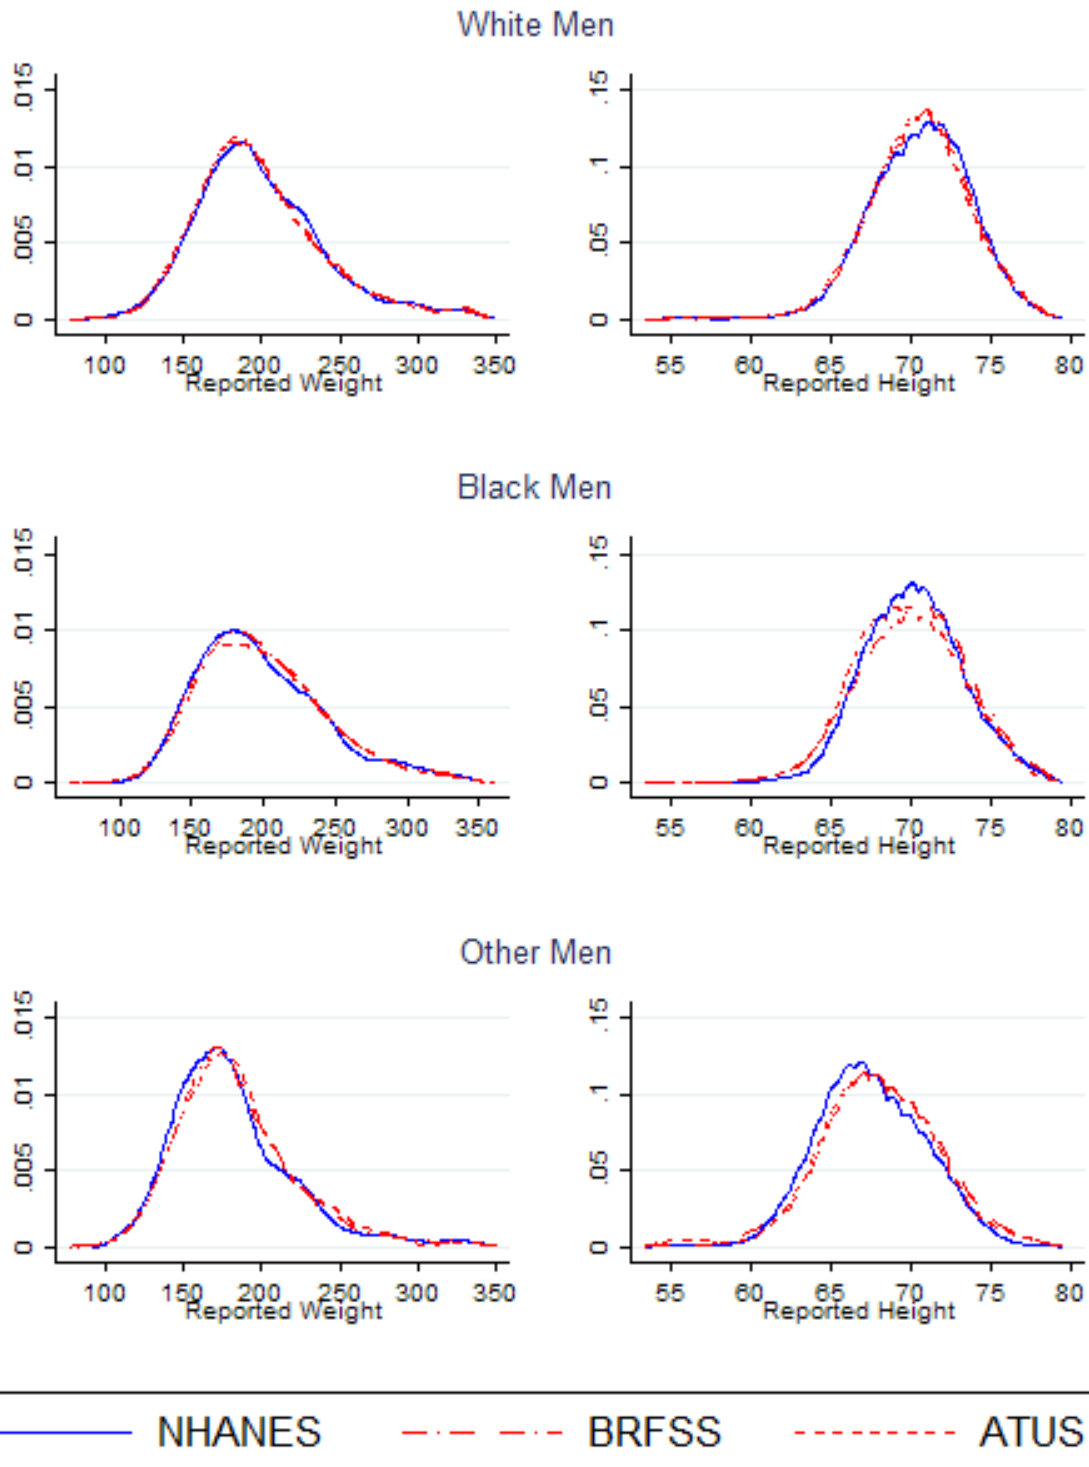 White Men
.015
.01
.005
0
100 150 200 250 300 350
Reported Weight
.15
.1
.05
0
55 60 65 70 75 80
Reported Height
Black Men
.015
.01
.005
0
100 150 200 250 300 350
Reported Weight
.15
.1
.05
0
55 60 65 70 75 80
Reported Height
Other Men
.015
.01
.005
0
100 150 200 250 300 350
Reported Weight
.15
.1
.05
0
55 60 65 70 75 80
Reported Height
NHANES BRFSS ATUS